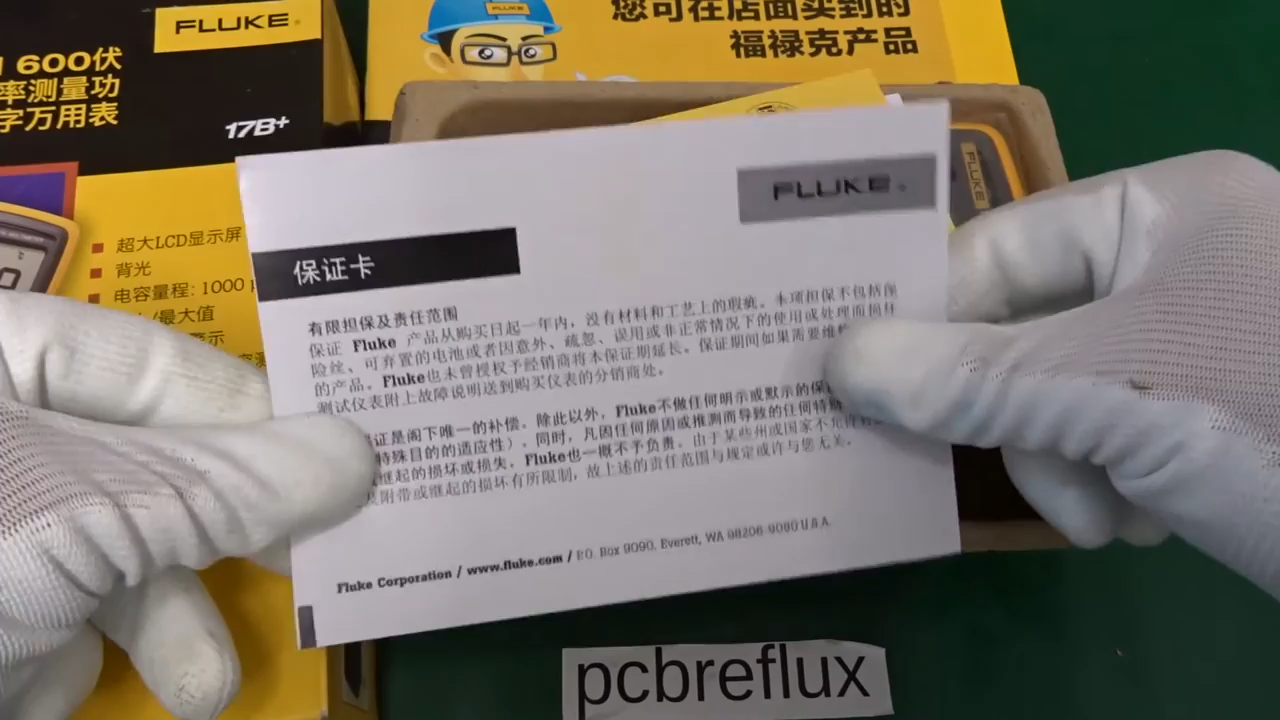 FLUKE
FLUKE
您可在店面买到的
福禄克产品
600伏
率测量功
字万用表
17B+
FLUKE
FLUKE
保证卡
超大LCD显示屏
背光
电容量程: 1000
/最大值
有限担保及责任范围
保证 Fluke 产品从购买日起一年内，没有材料和工艺上的瑕疵。本项担保不包括保
险丝、可弃置的电池或者因意外、疏忽、误用或非正常情况下的使用或处理而损坏
的产品。Fluke也未曾授权予经销商将本保证期延长。保证期间如果需要维
测试仪表附上故障说明送到购买仪表的分销商处。
证是阁下唯一的补偿。除此以外，Fluke不做任何明示或默示的保
特殊目的的适应性）、同时，凡因任何原因或推测而导致的任何特
继起的损坏或损失，Fluke也一概不予负责。由于某些州或国家不允许
附带或继起的损坏有所限制，故上述的责任范围与规定或许与您无关。
Fluke Corporation / www.fluke.com / P.O. Box 9090, Everett, WA 98206-9090 U.S.A.
pcbreflux